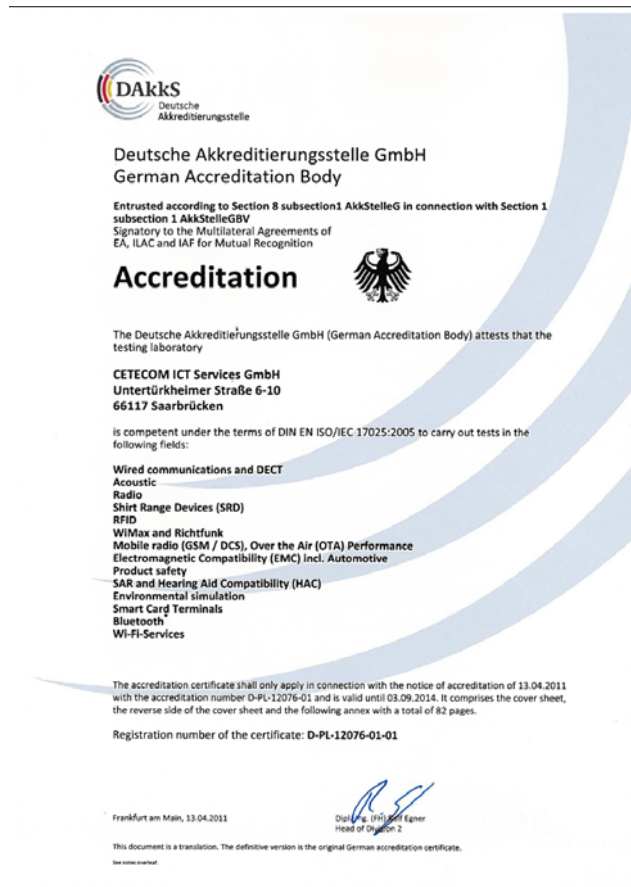 DAkkS
Deutsche
Akkreditierungsstelle
Deutsche Akkreditierungsstelle GmbH
German Accreditation Body
Entrusted according to Section 8 subsection1 AkkStelleG in connection with Section 1
subsection 1 AkkStelleGBV
Signatory to the Multilateral Agreements of
EA, ILAC and IAF for Mutual Recognition
Accreditation
The Deutsche Akkreditierungsstelle GmbH (German Accreditation Body) attests that the
testing laboratory
CETECOM ICT Services GmbH
Untertürkheimer Straße 6-10
66117 Saarbrücken
is competent under the terms of DIN EN ISO/IEC 17025:2005 to carry out tests in the
following fields:
Wired communications and DECT
Acoustic
Radio
Shirt Range Devices (SRD)
RFID
WiMax and Richtfunk
Mobile radio (GSM / DCS), Over the Air (OTA) Performance
Electromagnetic Compatibility (EMC) incl. Automotive
Product safety
SAR and Hearing Aid Compatibility (HAC)
Environmental simulation
Smart Card Terminals
Bluetooth
Wi-Fi-Services
The accreditation certificate shall only apply in connection with the notice of accreditation of 13.04.2011
with the accreditation number D-PL-12076-01 and is valid until 03.09.2014. It comprises the cover sheet,
the reverse side of the cover sheet and the following annex with a total of 82 pages.
Registration number of the certificate: D-PL-12076-01-01
Frankfurt am Main, 13.04.2011
Dipl.-Ing. (FH) Ralf Egner
Head of Division 2
This document is a translation. The definitive version is the original German accreditation certificate.
See notes overleaf.